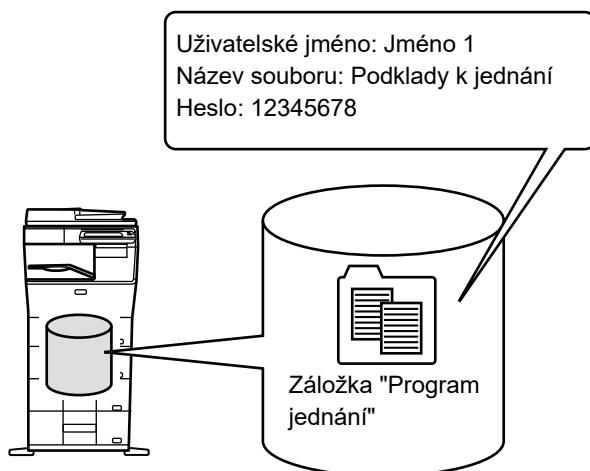 Uživatelské jméno: Jméno 1
Název souboru: Podklady k jednání
Heslo: 12345678
Záložka "Program
jednání"